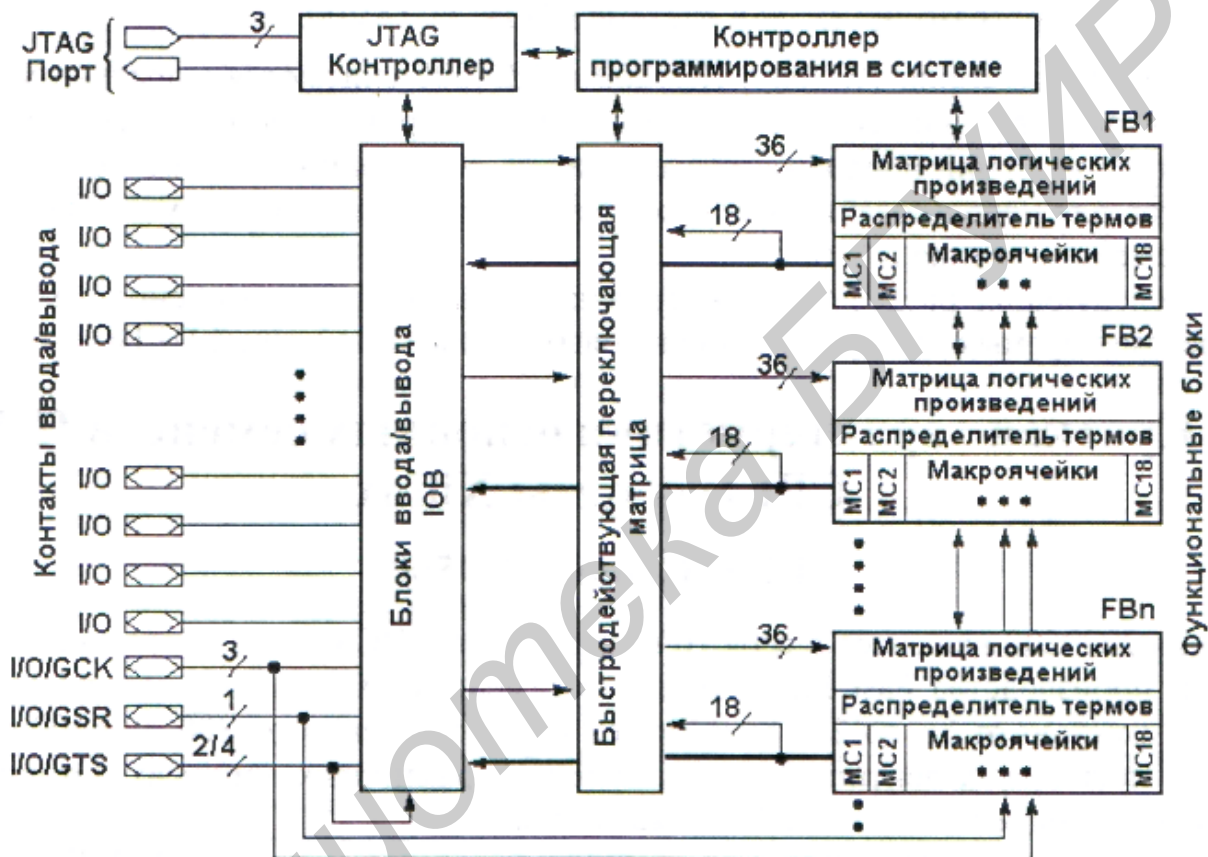 JTAG
Порт
3
JTAG
Контроллер
Контроллер
программирования в системе
Контакты ввода/вывода
I/O
I/O
I/O
I/O
I/O
I/O
I/O
I/O
I/O/GCK
3
I/O/GSR
1
I/O/GTS
2/4
Блоки ввода/вывода
IOB
Быстродействующая переключающая
матрица
FB1
36
Матрица логических
произведений
Распределитель термов
18
MC1
MC2
Макроячейки
MC18
FB2
36
Матрица логических
произведений
Распределитель термов
18
MC1
MC2
Макроячейки
MC18
FBn
36
Матрица логических
произведений
Распределитель термов
18
MC1
MC2
Макроячейки
MC18
Функциональные блоки
БГУИР